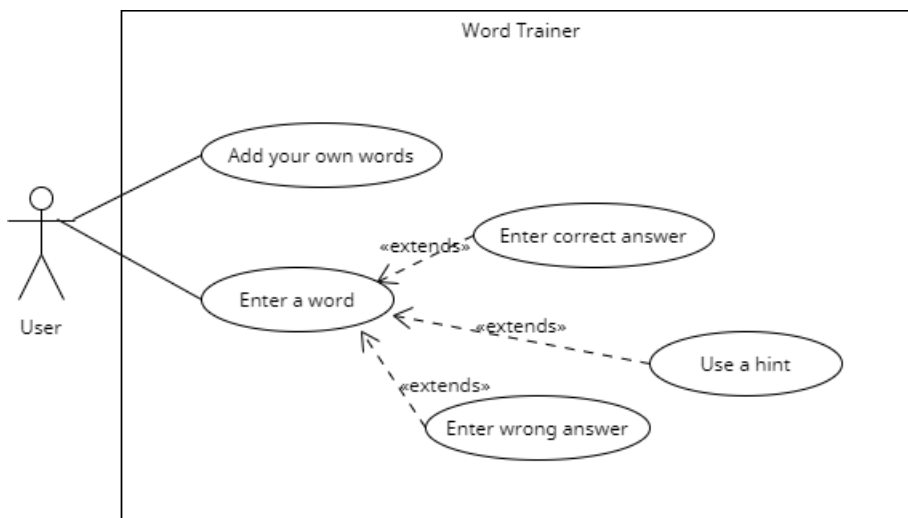 Word Trainer
Add your own words
Enter correct answer
«extends»
Enter a word
User
«extends»
Use a hint
«extends»
Enter wrong answer